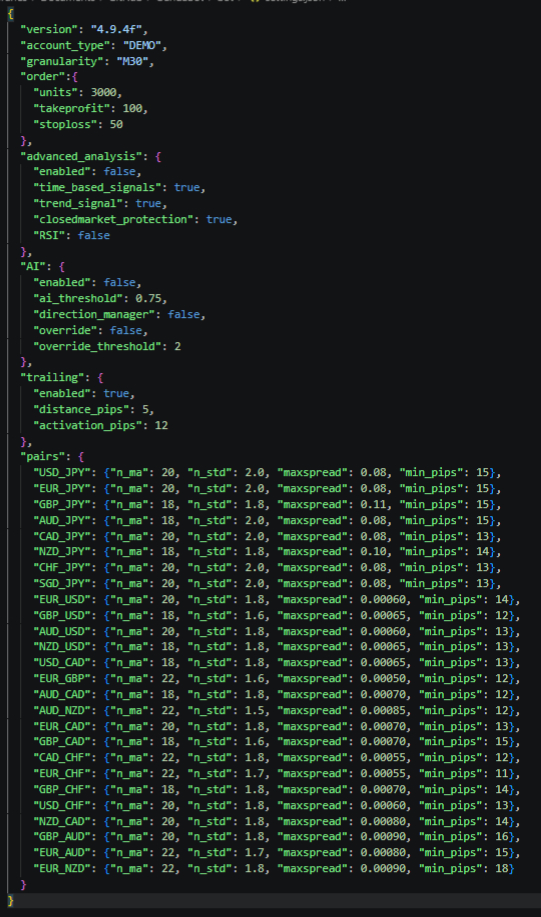 {
"version": "4.9.4f",
"account_type": "DEMO",
"granularity": "M30",
"order":{
"units": 3000,
"takeprofit": 100,
"stoploss": 50
},
"advanced_analysis": {
"enabled": false,
"time_based_signals": true,
"trend_signal": true,
"closedmarket_protection": true,
"RSI": false
},
"AI": {
"enabled": false,
"ai_threshold": 0.75,
"direction_manager": false,
"override": false,
"override_threshold": 2
},
"trailing": {
"enabled": true,
"distance_pips": 5,
"activation_pips": 12
},
"pairs": {
"USD_JPY": {"n_ma": 20, "n_std": 2.0, "maxspread": 0.08, "min_pips": 15},
"EUR_JPY": {"n_ma": 20, "n_std": 2.0, "maxspread": 0.08, "min_pips": 15},
"GBP_JPY": {"n_ma": 18, "n_std": 1.8, "maxspread": 0.11, "min_pips": 15},
"AUD_JPY": {"n_ma": 18, "n_std": 2.0, "maxspread": 0.08, "min_pips": 15},
"CAD_JPY": {"n_ma": 20, "n_std": 2.0, "maxspread": 0.08, "min_pips": 13},
"NZD_JPY": {"n_ma": 18, "n_std": 1.8, "maxspread": 0.10, "min_pips": 14},
"CHF_JPY": {"n_ma": 20, "n_std": 2.0, "maxspread": 0.08, "min_pips": 13},
"SGD_JPY": {"n_ma": 20, "n_std": 2.0, "maxspread": 0.08, "min_pips": 13},
"EUR_USD": {"n_ma": 20, "n_std": 1.8, "maxspread": 0.00060, "min_pips": 14},
"GBP_USD": {"n_ma": 18, "n_std": 1.6, "maxspread": 0.00065, "min_pips": 12},
"AUD_USD": {"n_ma": 20, "n_std": 1.8, "maxspread": 0.00060, "min_pips": 13},
"NZD_USD": {"n_ma": 18, "n_std": 1.8, "maxspread": 0.00065, "min_pips": 13},
"USD_CAD": {"n_ma": 18, "n_std": 1.8, "maxspread": 0.00065, "min_pips": 13},
"EUR_GBP": {"n_ma": 22, "n_std": 1.6, "maxspread": 0.00050, "min_pips": 12},
"AUD_CAD": {"n_ma": 18, "n_std": 1.8, "maxspread": 0.00070, "min_pips": 12},
"AUD_NZD": {"n_ma": 22, "n_std": 1.5, "maxspread": 0.00085, "min_pips": 12},
"EUR_CAD": {"n_ma": 20, "n_std": 1.8, "maxspread": 0.00070, "min_pips": 13},
"GBP_CAD": {"n_ma": 18, "n_std": 1.6, "maxspread": 0.00070, "min_pips": 15},
"CAD_CHF": {"n_ma": 22, "n_std": 1.8, "maxspread": 0.00055, "min_pips": 12},
"EUR_CHF": {"n_ma": 22, "n_std": 1.7, "maxspread": 0.00055, "min_pips": 11},
"GBP_CHF": {"n_ma": 18, "n_std": 1.8, "maxspread": 0.00070, "min_pips": 14},
"USD_CHF": {"n_ma": 20, "n_std": 1.8, "maxspread": 0.00060, "min_pips": 13},
"NZD_CAD": {"n_ma": 20, "n_std": 1.8, "maxspread": 0.00080, "min_pips": 14},
"GBP_AUD": {"n_ma": 20, "n_std": 1.8, "maxspread": 0.00090, "min_pips": 16},
"EUR_AUD": {"n_ma": 22, "n_std": 1.7, "maxspread": 0.00080, "min_pips": 15},
"EUR_NZD": {"n_ma": 22, "n_std": 1.8, "maxspread": 0.00090, "min_pips": 18}
}
}